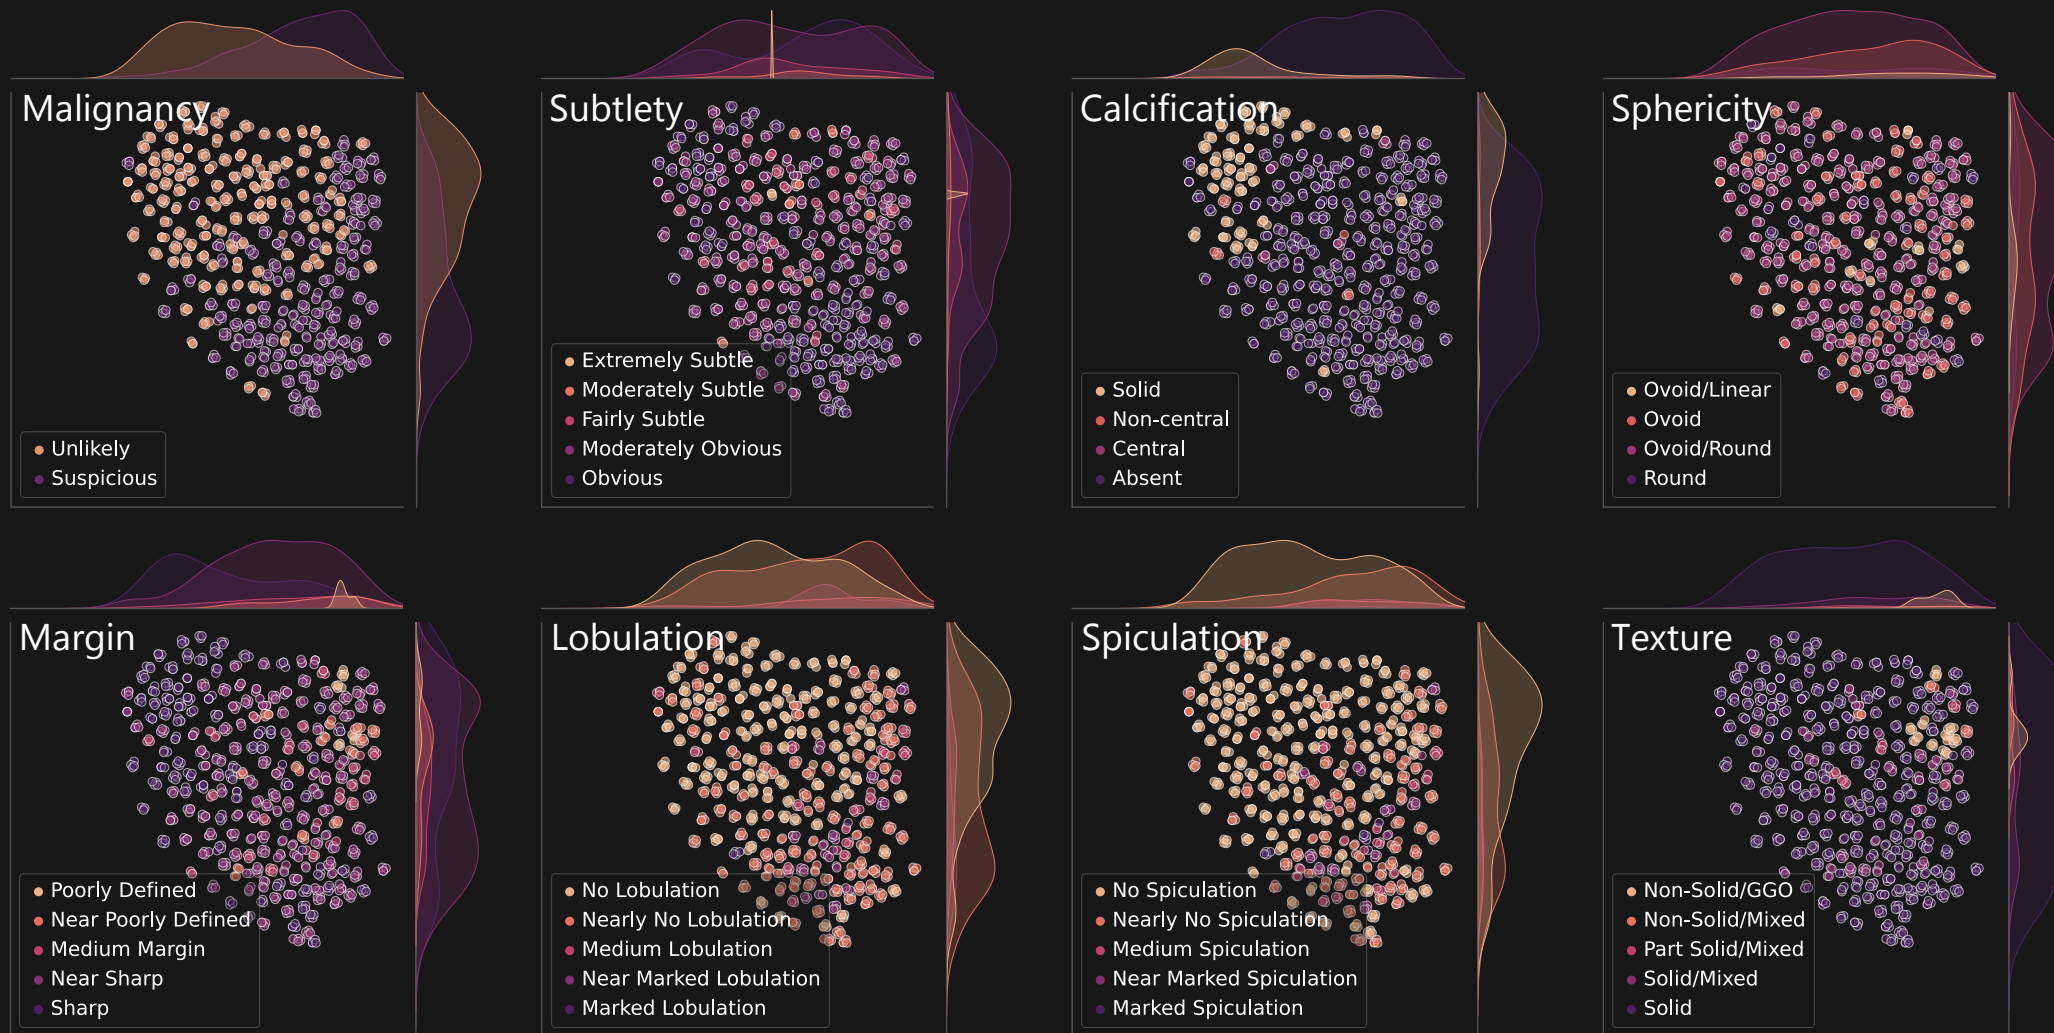 Malignancy
Unlikely
Suspicious
Subtlety
Extremely Subtle
Moderately Subtle
Fairly Subtle
Moderately Obvious
Obvious
Calcification
Solid
Non-central
Central
Absent
Sphericity
Ovoid/Linear
Ovoid
Ovoid/Round
Round
Margin
Poorly Defined
Near Poorly Defined
Medium Margin
Near Sharp
Sharp
Lobulation
No Lobulation
Nearly No Lobulation
Medium Lobulation
Near Marked Lobulation
Marked Lobulation
Spiculation
No Spiculation
Nearly No Spiculation
Medium Spiculation
Near Marked Spiculation
Marked Spiculation
Texture
Non-Solid/GGO
Non-Solid/Mixed
Part Solid/Mixed
Solid/Mixed
Solid